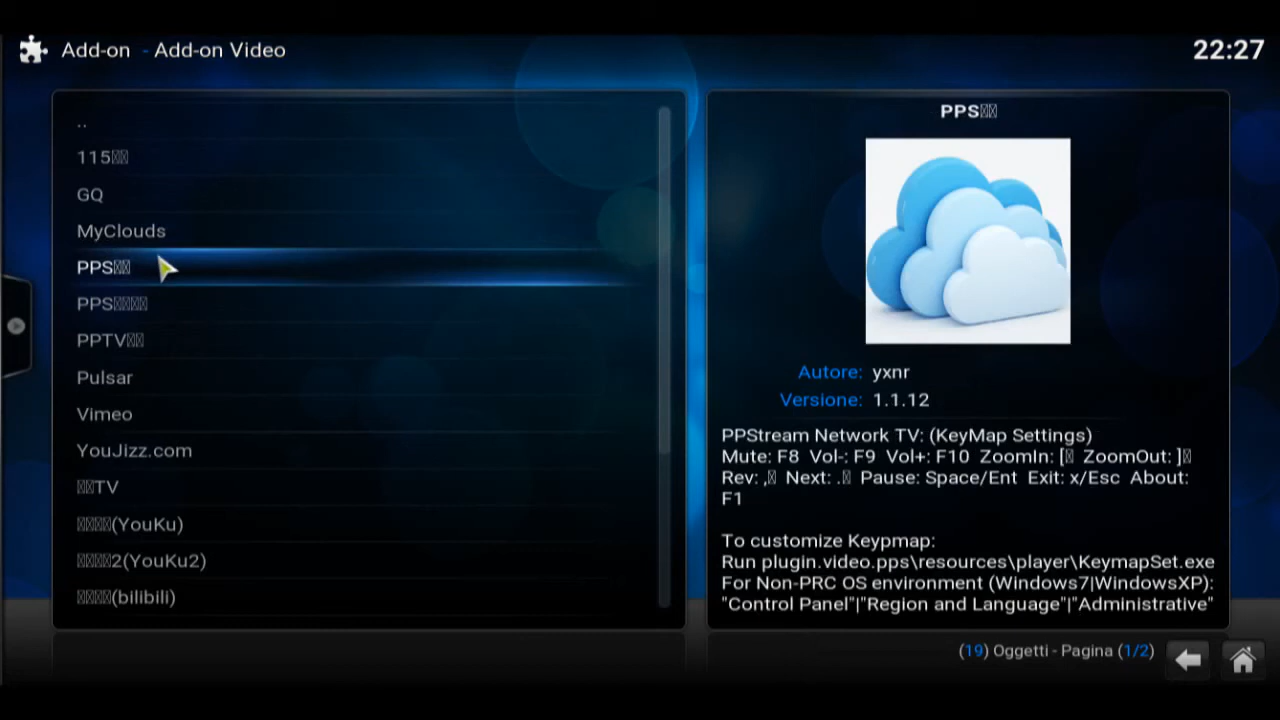 Add-on - Add-on Video
22:27
..
115
GQ
MyClouds
PPS
PPS
PPTV
Pulsar
Vimeo
YouJizz.com
TV
(YouKu)
2(YouKu2)
(bilibili)
PPS
Autore: yxnr
Versione: 1.1.12
PPStream Network TV: (KeyMap Settings)
Mute: F8 Vol-: F9 Vol+: F10 ZoomIn: [ ZoomOut: ]
Rev: , Next: . Pause: Space/Ent Exit: x/Esc About:
F1
To customize Keypmap:
Run plugin.video.pps\resources\player\KeymapSet.exe
For Non-PRC OS environment (Windows7|WindowsXP):
"Control Panel"|"Region and Language"|"Administrative"
(19) Oggetti - Pagina (1/2)